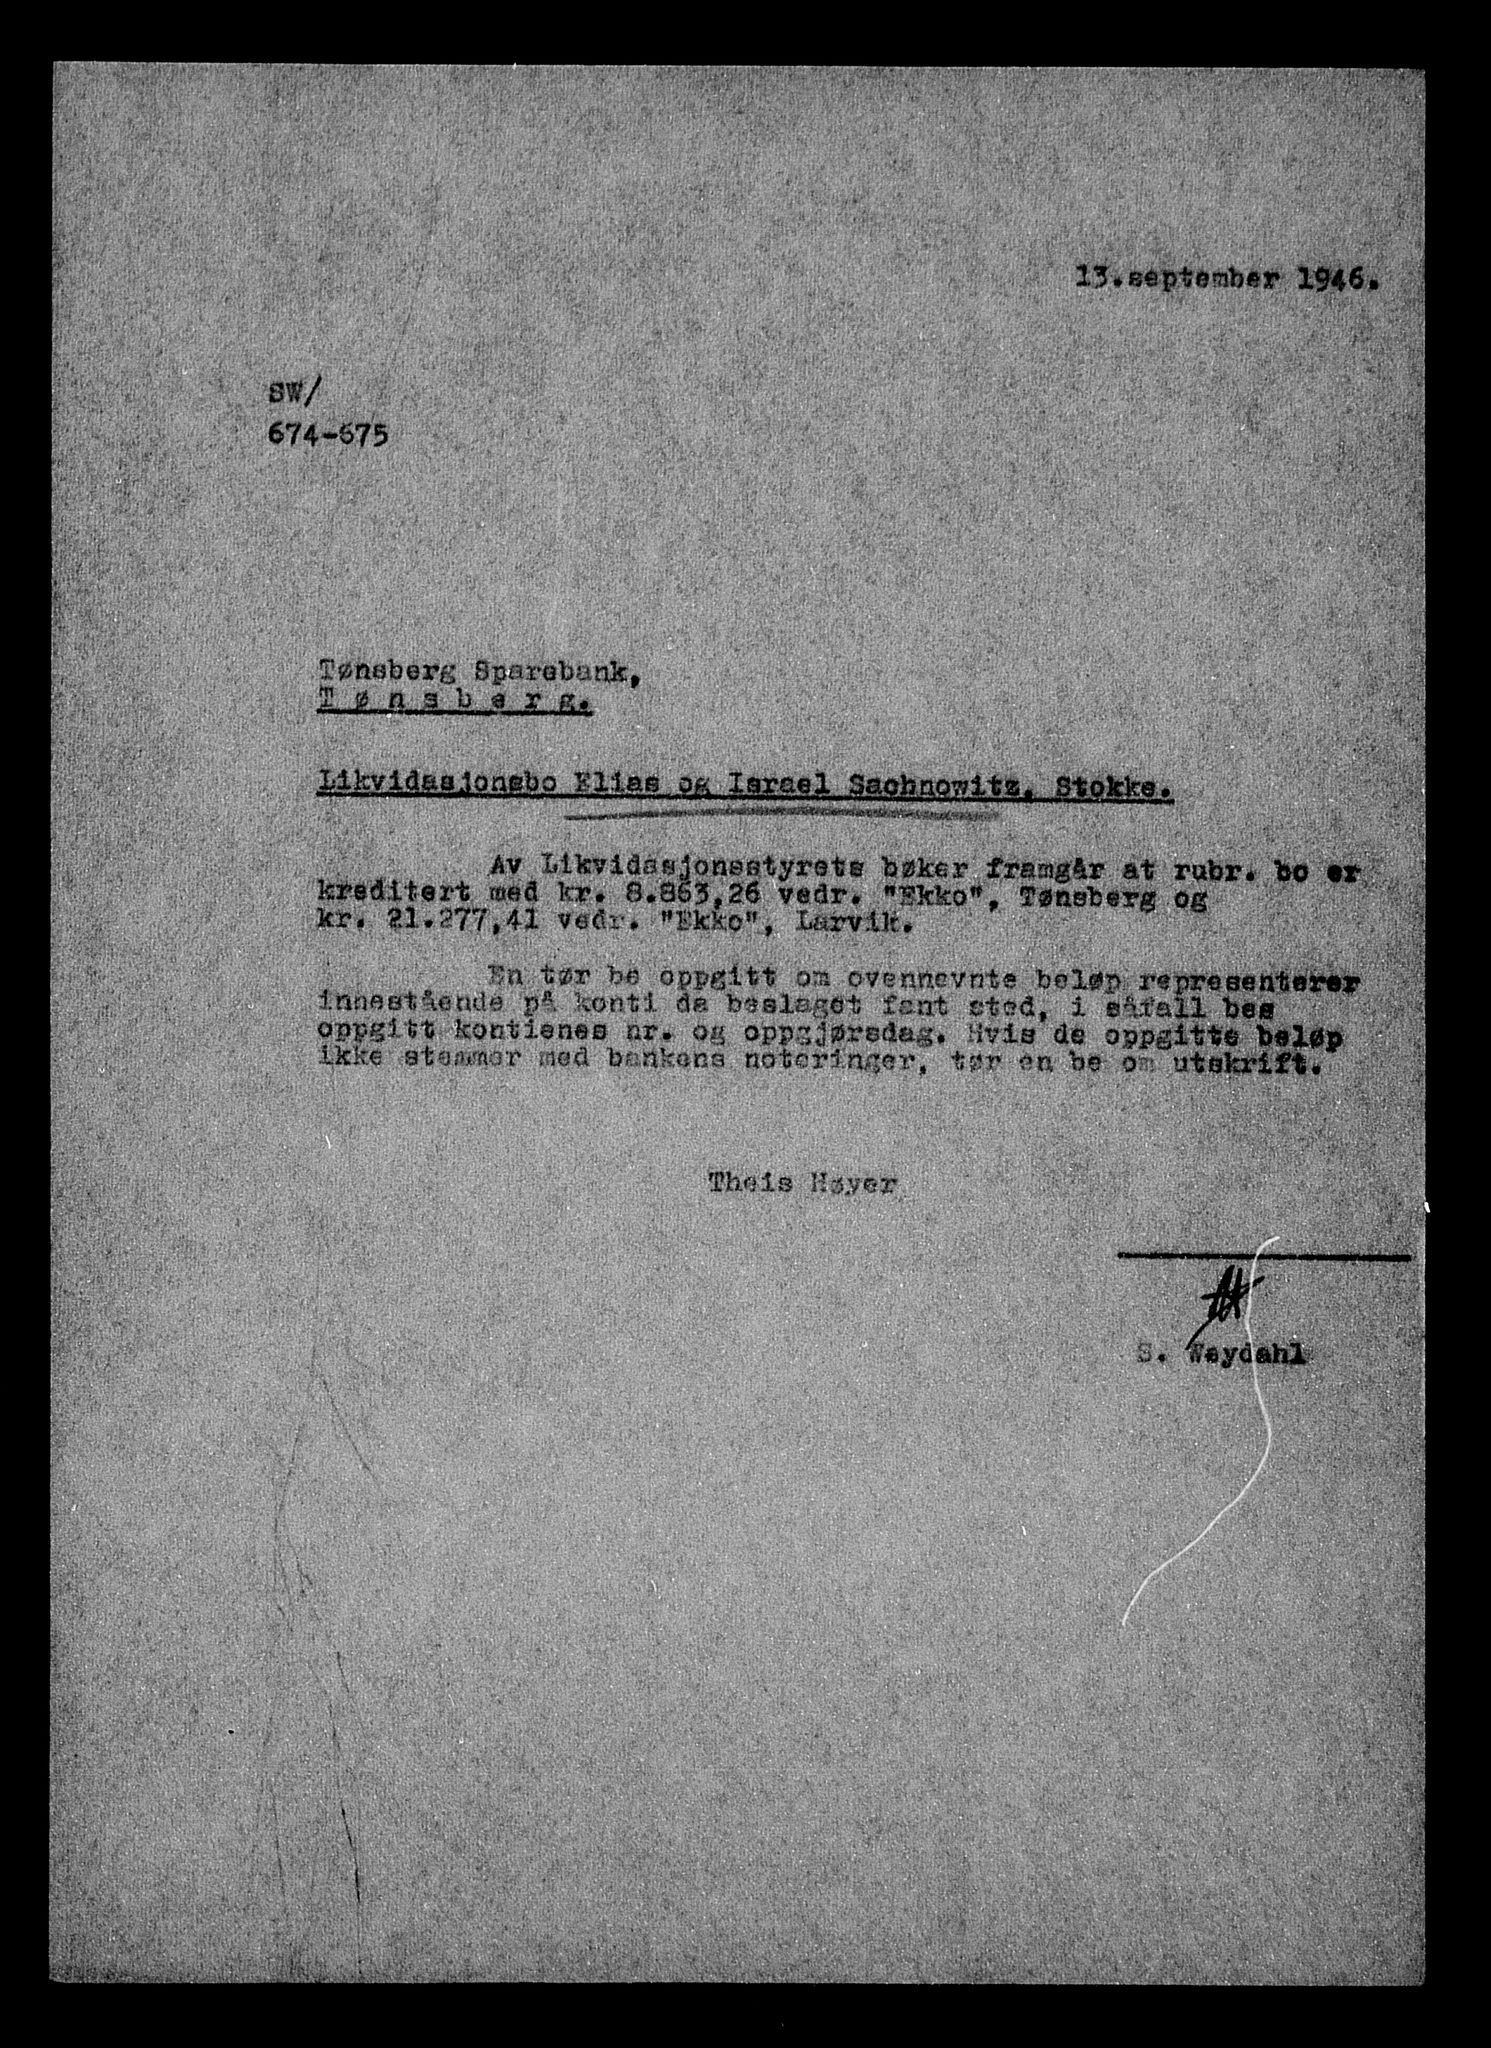 13.september 1946.
SW/
674-675
Tønsberg Sparebank,
T ø n s b e r g.
Likvidasjonsbo Elias og Israel Sachnowitz, Stokke.
Av Likvidasjonsstyrets bøker framgår at rubr. bo er
kreditert med kr. 8.863,26 vedr. "Ekko", Tønsberg og
kr. 21.277,41 vedr. "Ekko", Larvik.
En tør be oppgitt om ovennevnte beløp representerer
innestående på konti da beslaget fant sted, i såfall bes
oppgitt kontienes nr. og oppgjørsdag. Hvis de oppgitte beløp
ikke stemmer med bankens noteringer, tør en be om utskrift.
Theis Høyer
S. Weydahl